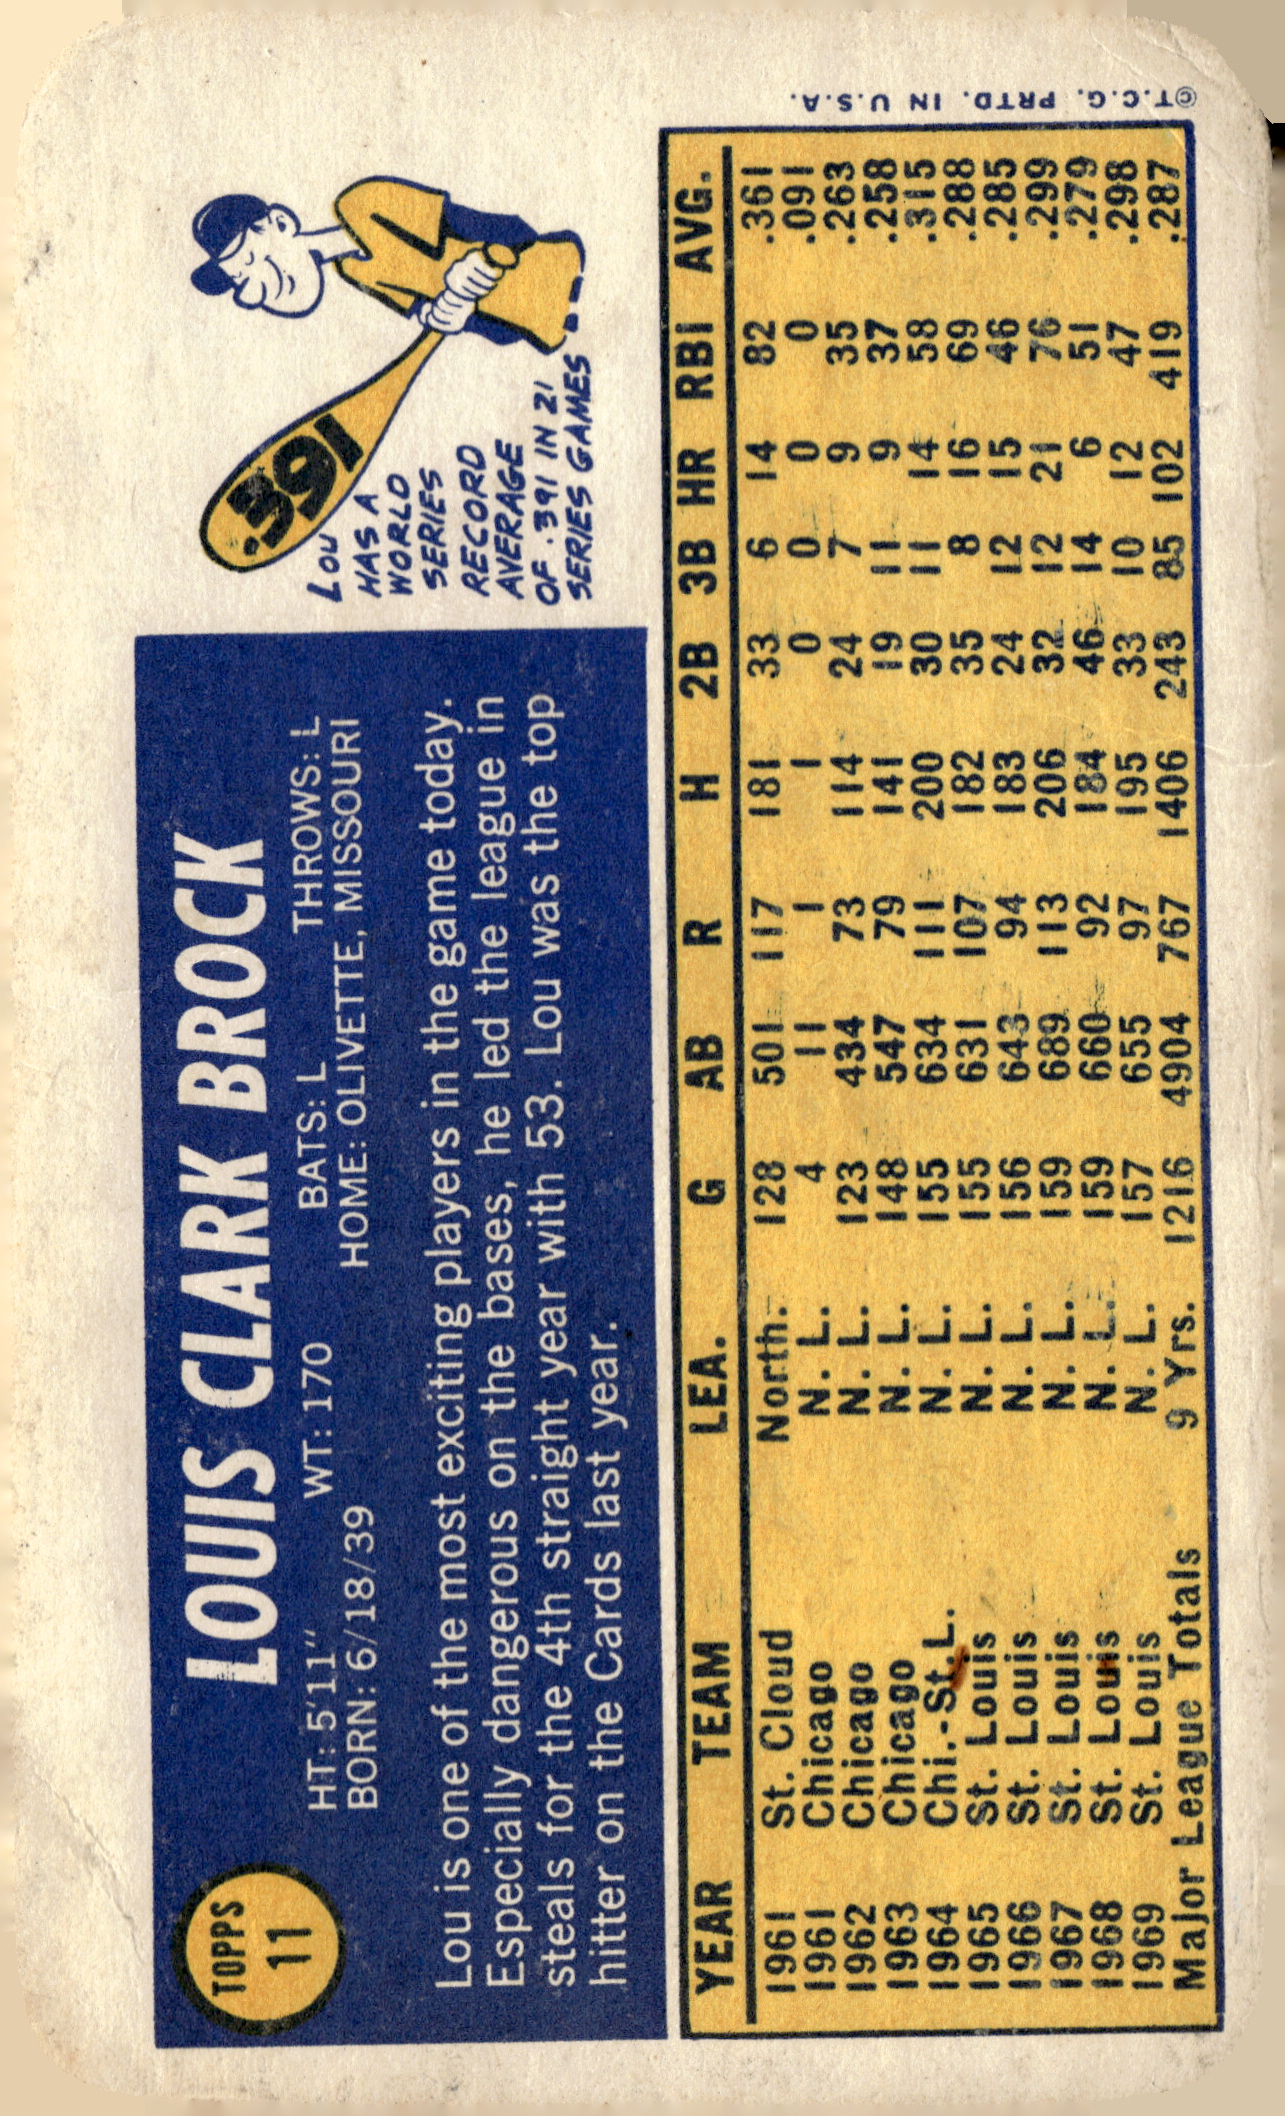 TOPPS
11
LOUIS CLARK BROCK
HT: 5'11" WT: 170 BATS: L THROWS: L
BORN: 6/18/39 HOME: OLIVETTE, MISSOURI
Lou is one of the most exciting players in the game today.
Especially dangerous on the bases, he led the league in
steals for the 4th straight year with 53. Lou was the top
hitter on the Cards last year.
.391
LOU
HAS A
WORLD
SERIES
RECORD
AVERAGE
OF .391 IN 21
SERIES GAMES
YEAR TEAM LEA. G AB R H 2B 3B HR RBI AVG.
1961 St. Cloud North. 128 501 117 181 33 6 14 82 .361
1961 Chicago N. L. 4 11 1 1 0 0 0 0 .091
1962 Chicago N. L. 123 434 73 114 24 7 9 35 .263
1963 Chicago N. L. 148 547 79 141 19 11 9 37 .258
1964 Chi.-St.L. N. L. 155 634 111 200 30 11 14 58 .315
1965 St. Louis N. L. 155 631 107 182 35 8 16 69 .288
1966 St. Louis N. L. 156 643 94 183 24 12 15 46 .285
1967 St. Louis N. L. 159 689 113 206 32 12 21 76 .299
1968 St. Louis N. L. 159 660 92 184 46 14 6 51 .279
1969 St. Louis N. L. 157 655 97 195 33 10 12 47 .298
Major League Totals 9 Yrs. 1216 4904 767 1406 243 85 102 419 .287
©T.C.G. PRTD. IN U.S.A.